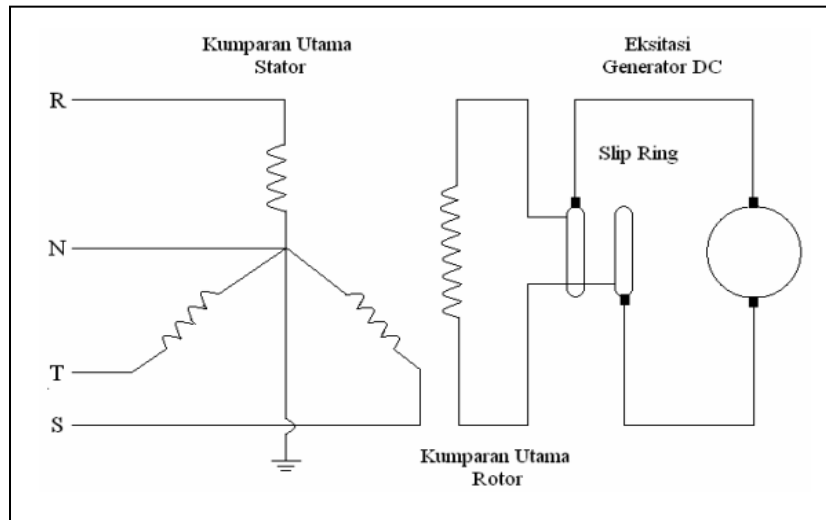 Kumparan Utama
Stator
Eksitasi
Generator DC
R
Slip Ring
N
T
S
Kumparan Utama
Rotor